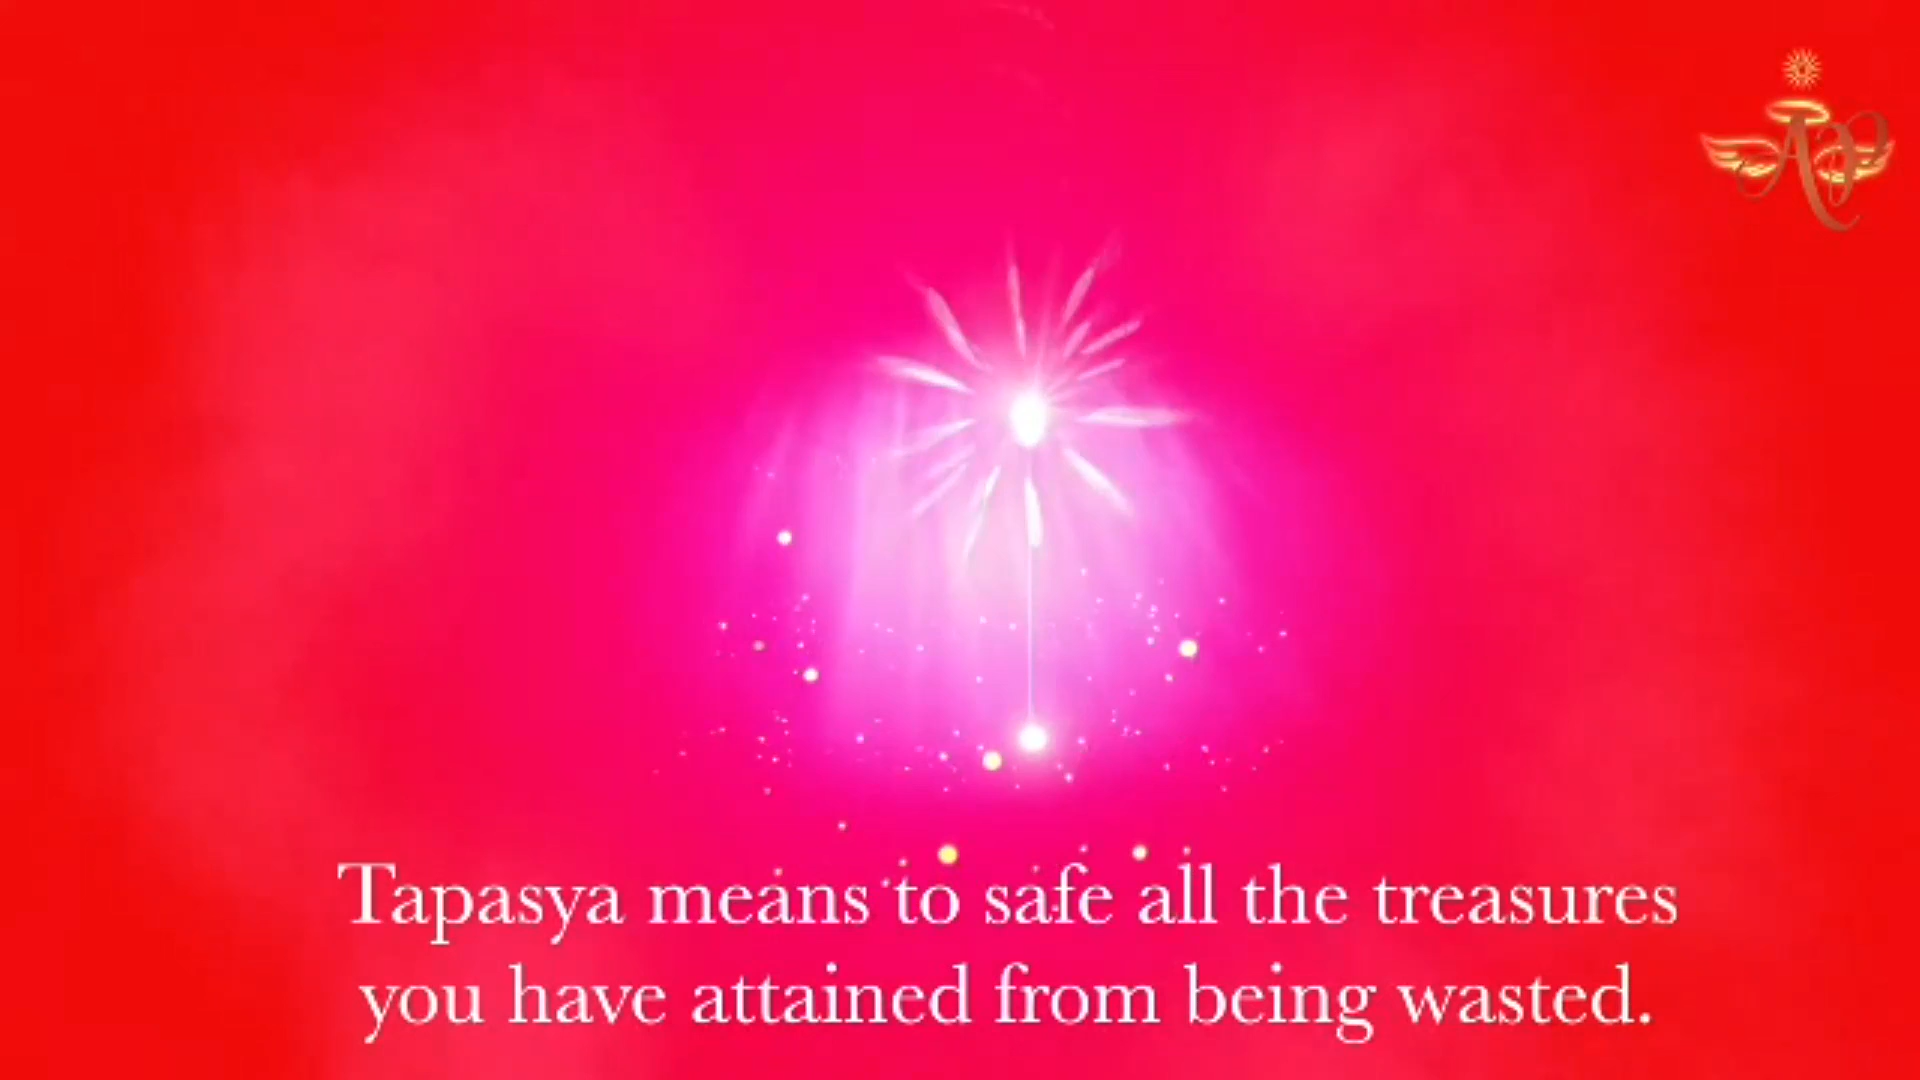 Tapasya means to safe all the treasures
you have attained from being wasted.